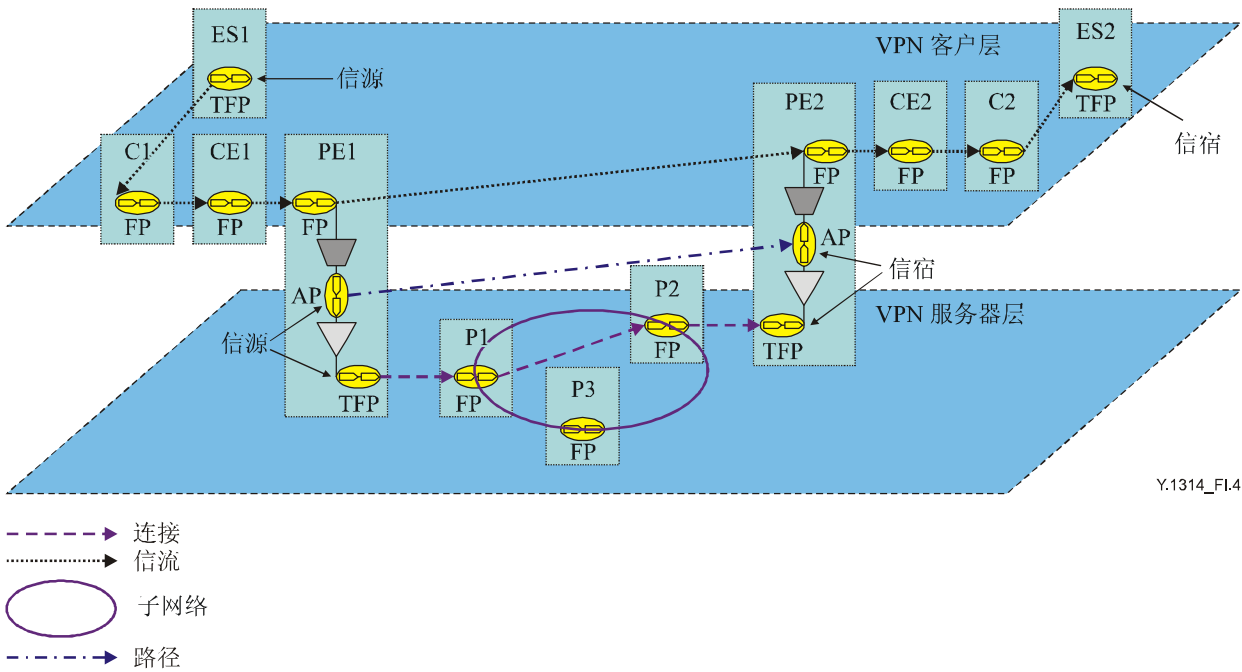 ES1
VPN 客户层
ES2
信源
TFP
PE2
CE2
C2
TFP
信宿
C1
CE1
PE1
FP
FP
FP
FP
FP
FP
AP
信宿
AP
P2
VPN 服务器层
信源
P1
FP
TFP
TFP
FP
P3
FP
Y.1314_FI.4
连接
信流
子网络
路径